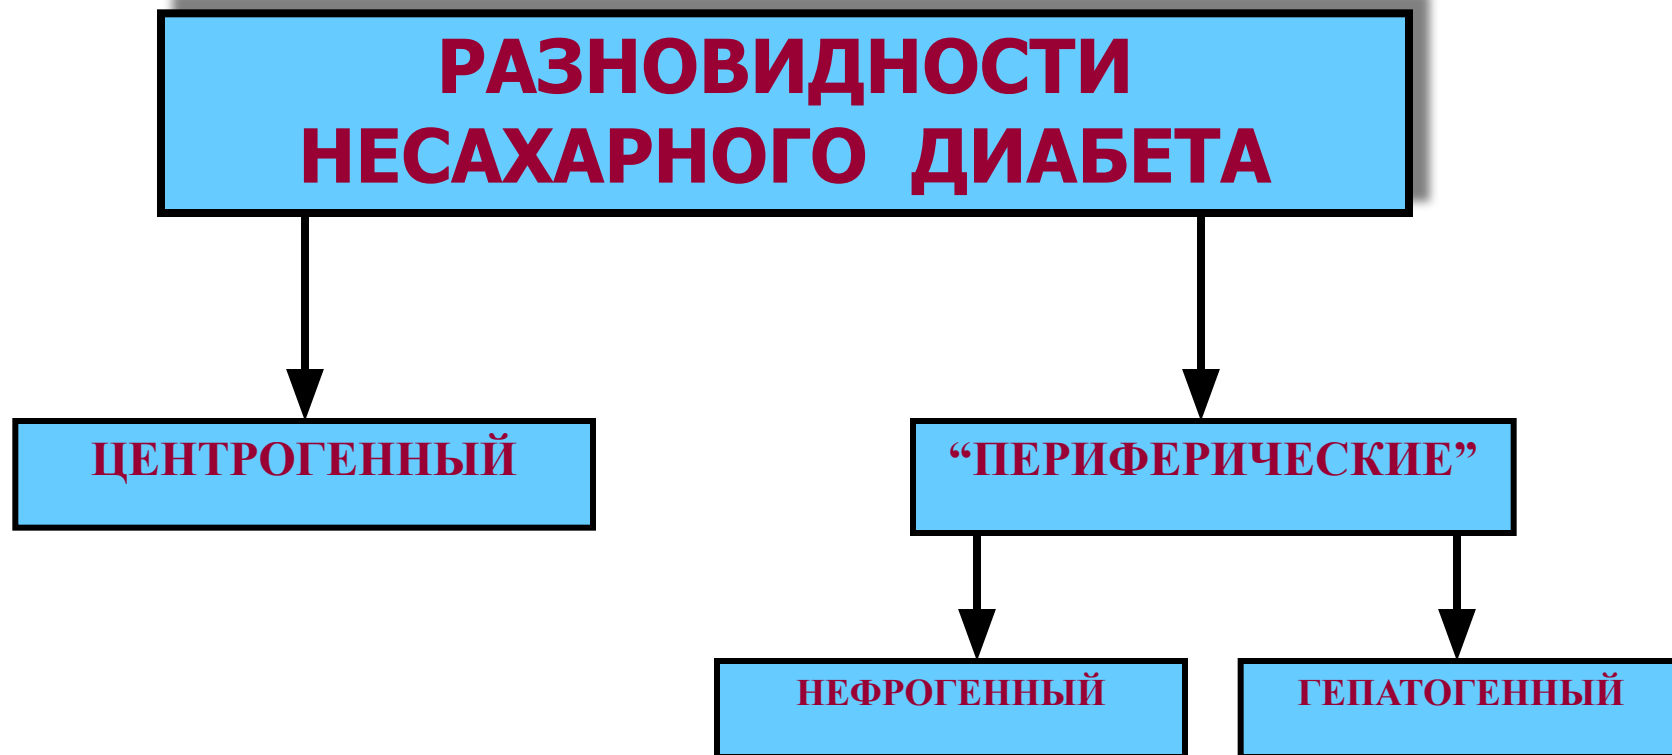 РАЗНОВИДНОСТИ
НЕСАХАРНОГО ДИАБЕТА
ЦЕНТРОГЕННЫЙ
“ПЕРИФЕРИЧЕСКИЕ”
НЕФРОГЕННЫЙ
ГЕПАТОГЕННЫЙ